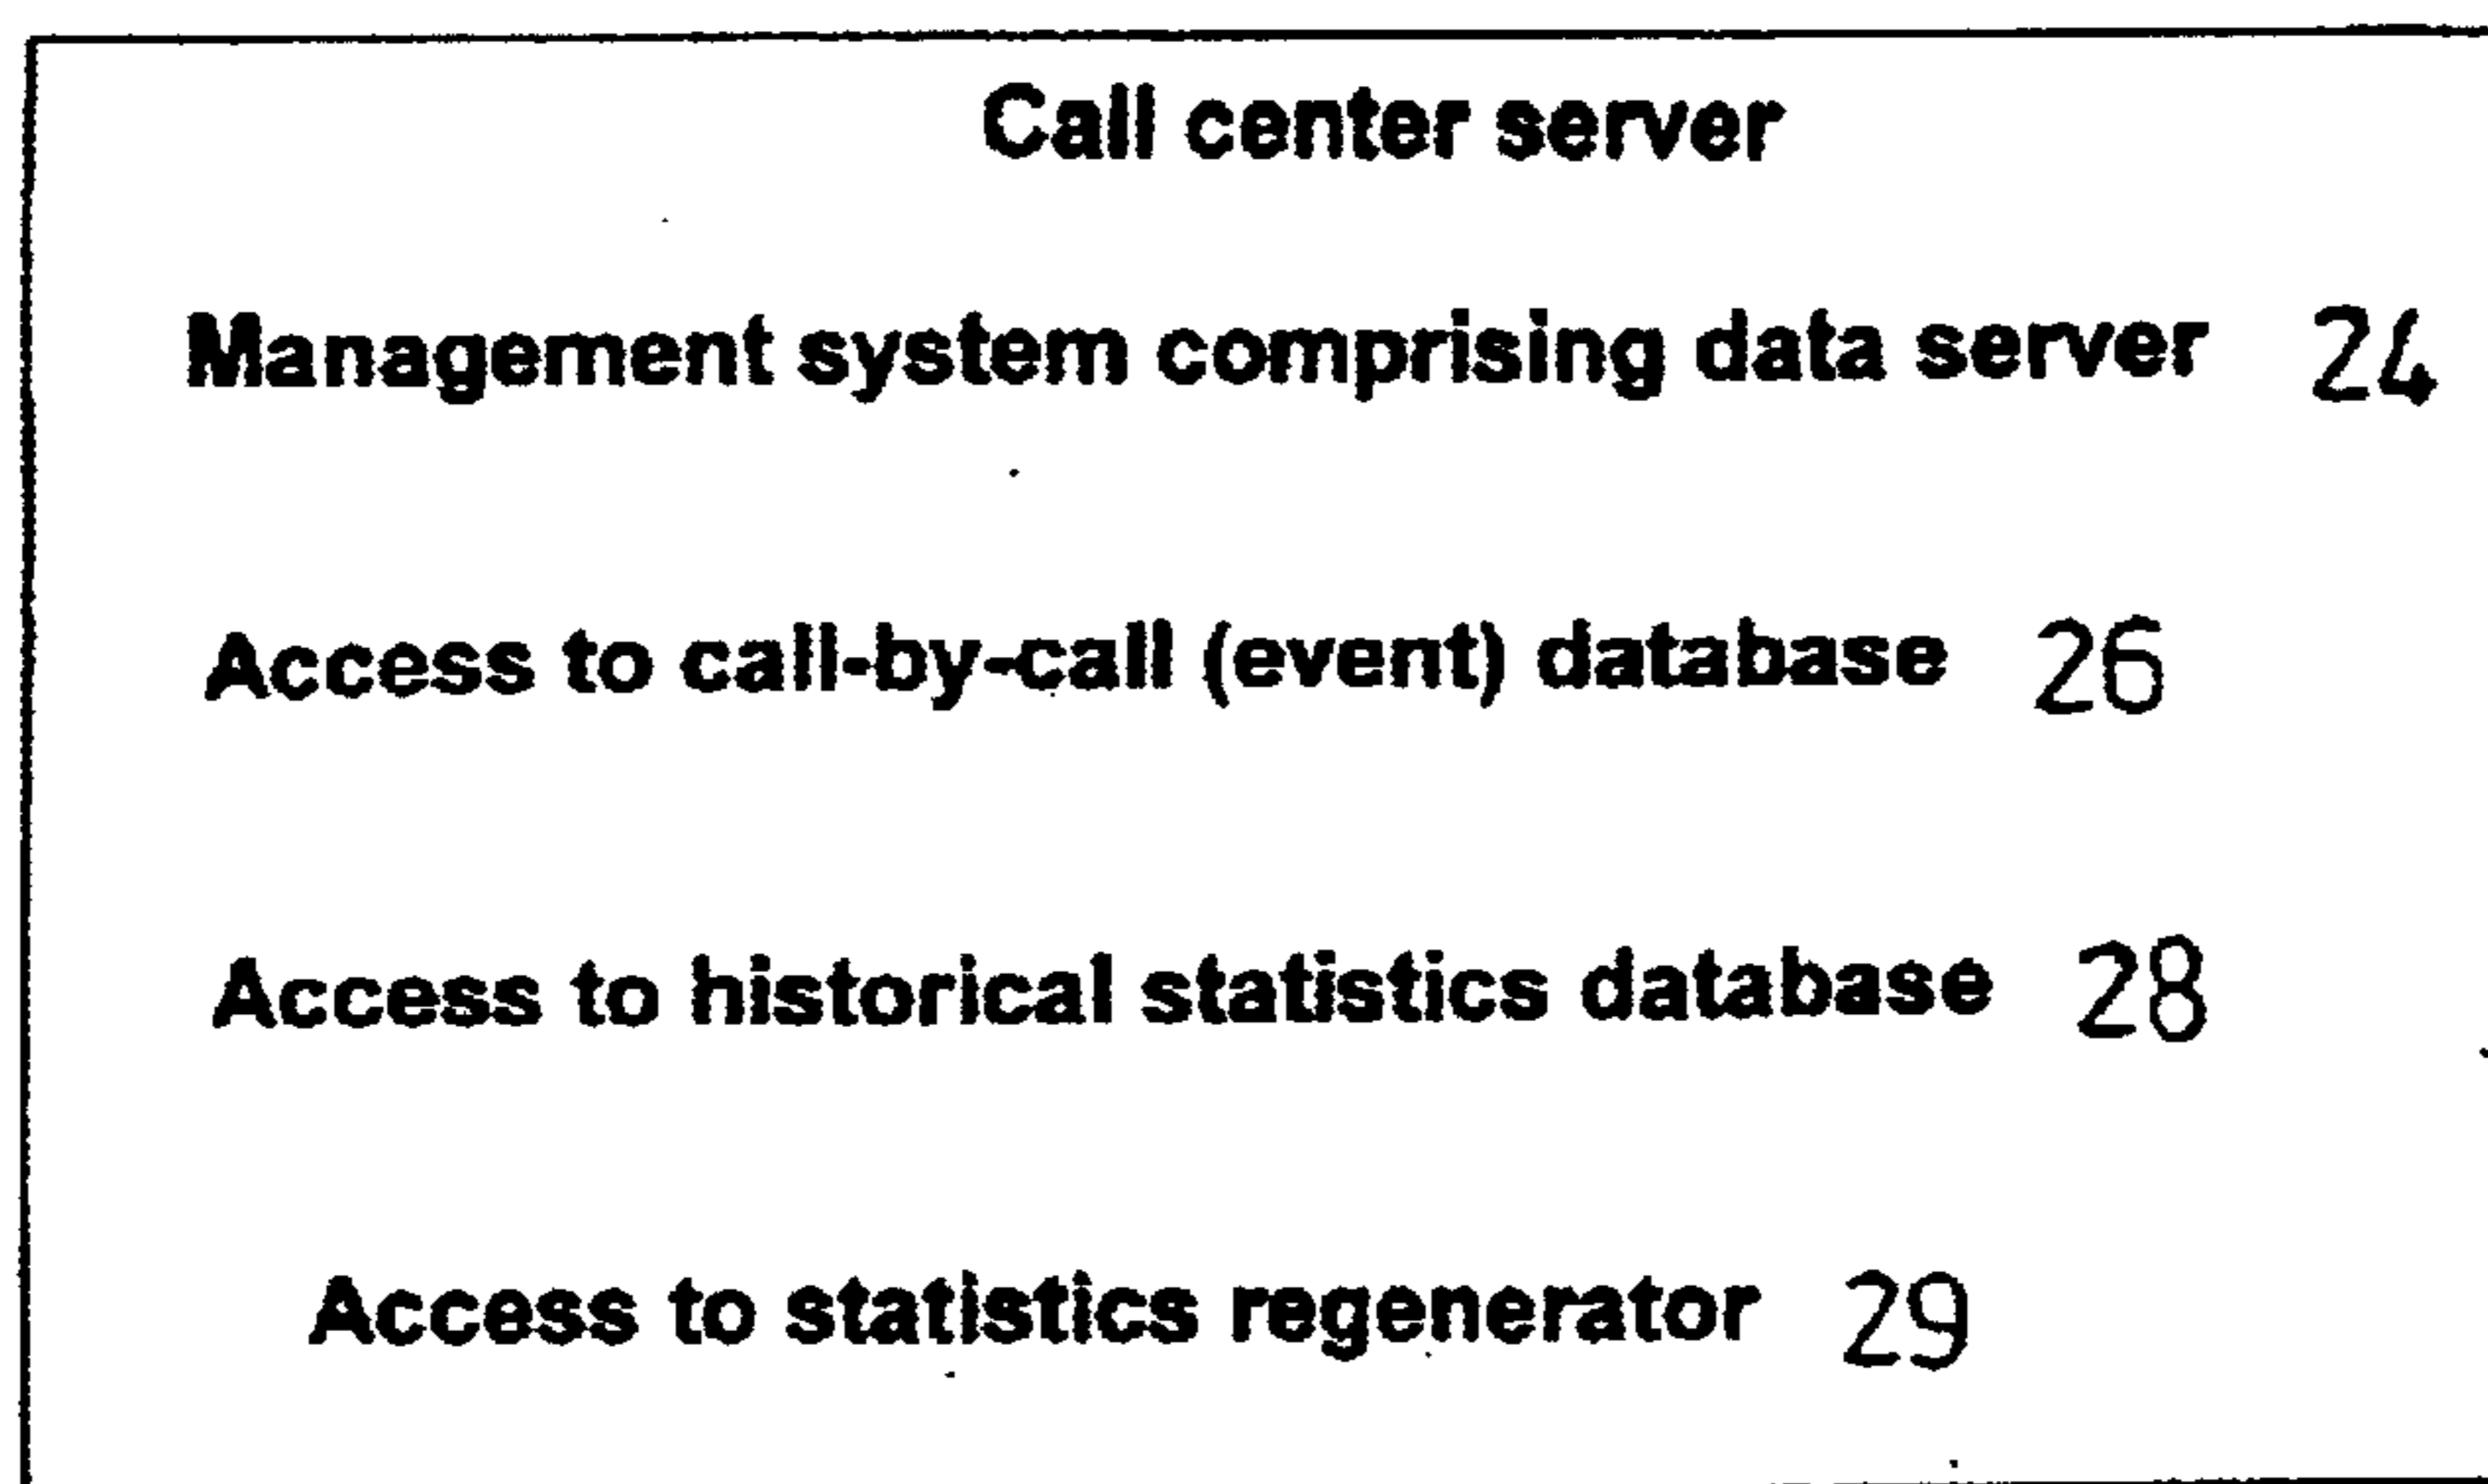 Call center server
Management system comprising data server 24
Access to call-by-call (event) database 26
Access to historical statistics database 28
Access to statistics regenerator 29